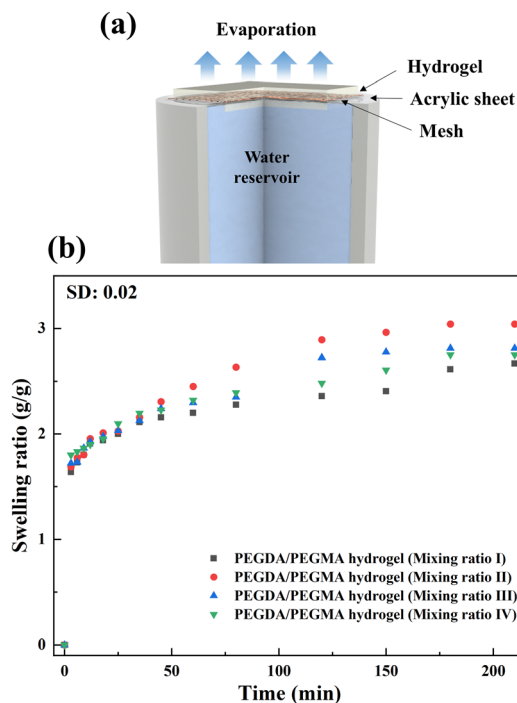 (a)
Evaporation
Hydrogel
Acrylic sheet
Mesh
Water
reservoir
(b)
SD: 0.02
3
2
1
0
Swelling ratio (g/g)
PEGDA/PEGMA hydrogel (Mixing ratio I)
PEGDA/PEGMA hydrogel (Mixing ratio II)
PEGDA/PEGMA hydrogel (Mixing ratio III)
PEGDA/PEGMA hydrogel (Mixing ratio IV)
0 50 100 150 200
Time (min)